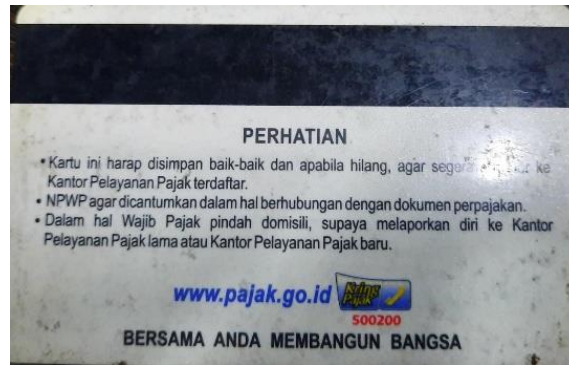 PERHATIAN
• Kartu ini harap disimpan baik-baik dan apabila hilang, agar segera ke
Kantor Pelayanan Pajak terdaftar.
• NPWP agar dicantumkan dalam hal berhubungan dengan dokumen perpajakan.
• Dalam hal Wajib Pajak pindah domisili, supaya melaporkan diri ke Kantor
Pelayanan Pajak lama atau Kantor Pelayanan Pajak baru.
www.pajak.go.id Kring Pajak
500200
BERSAMA ANDA MEMBANGUN BANGSA